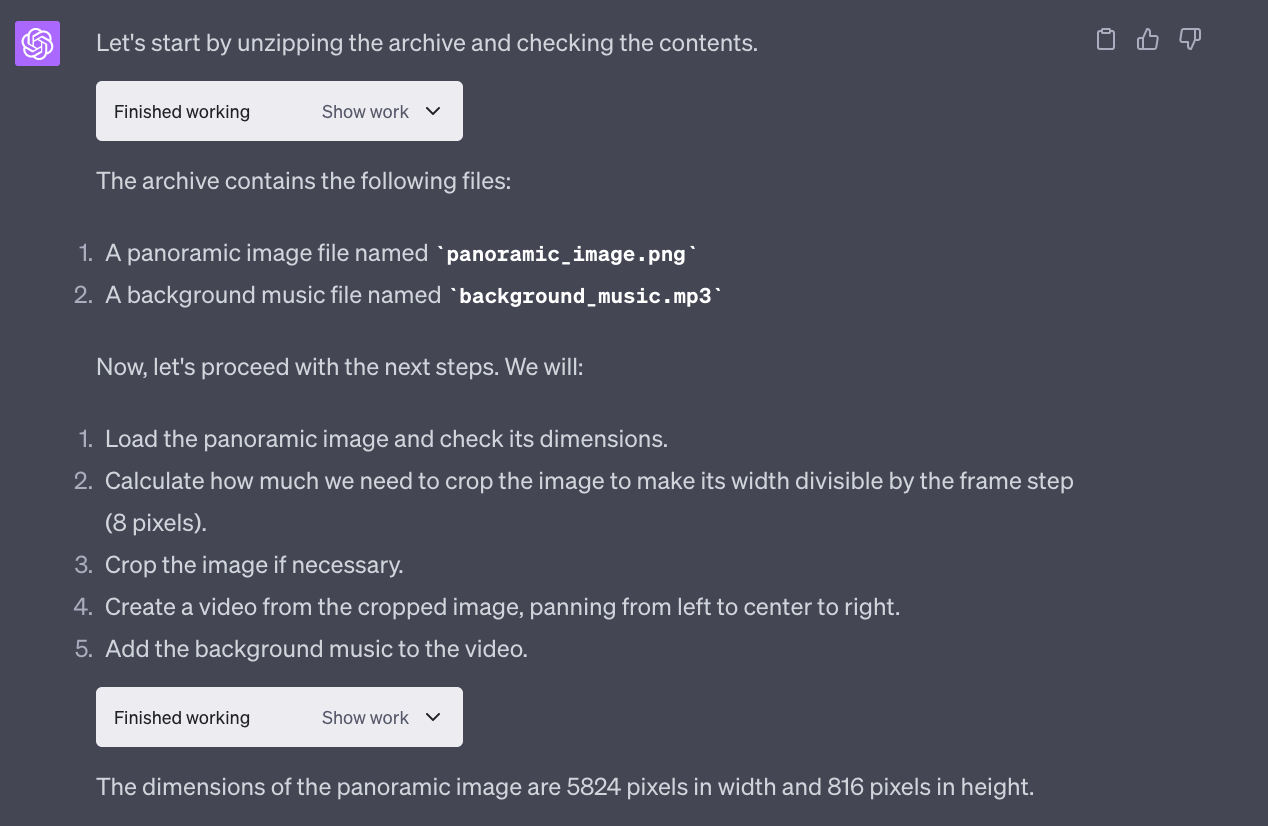 Let's start by unzipping the archive and checking the contents.
Finished working Show work
The archive contains the following files:
1. A panoramic image file named `panoramic_image.png`
2. A background music file named `background_music.mp3`
Now, let's proceed with the next steps. We will:
1. Load the panoramic image and check its dimensions.
2. Calculate how much we need to crop the image to make its width divisible by the frame step
(8 pixels).
3. Crop the image if necessary.
4. Create a video from the cropped image, panning from left to center to right.
5. Add the background music to the video.
Finished working Show work
The dimensions of the panoramic image are 5824 pixels in width and 816 pixels in height.